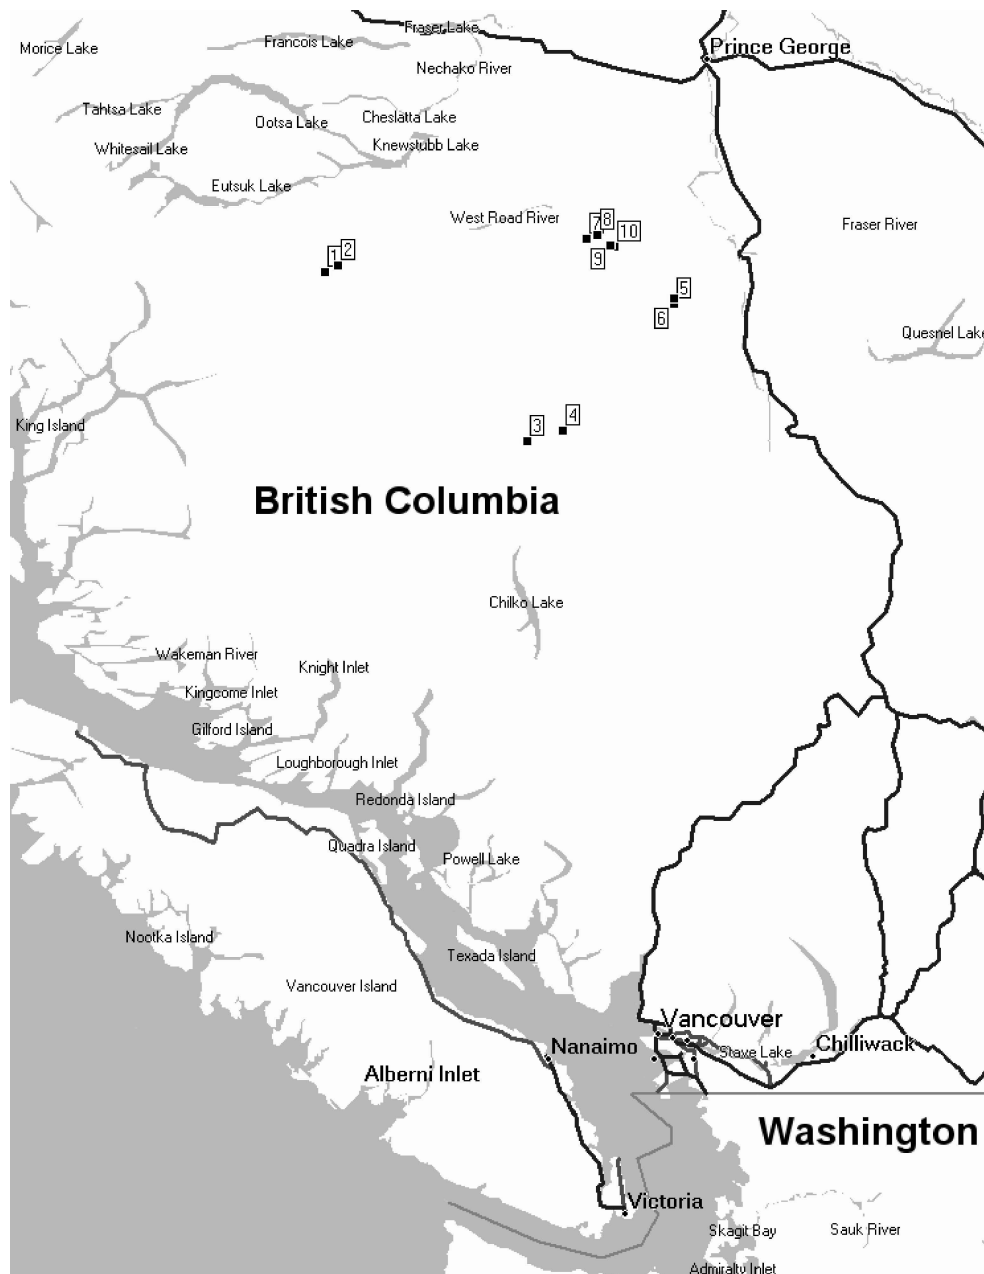 Fraser Lake
Morice Lake
Francois Lake
Prince George
Nechako River
Tahtsa Lake
Ootsa Lake
Cheslatta Lake
Whitesail Lake
Knewstubb Lake
Eutsuk Lake
West Road River
7
8
10
Fraser River
1
2
9
5
6
Quesnel Lake
King Island
3
4
British Columbia
Chilko Lake
Wakeman River
Knight Inlet
Kingcome Inlet
Gilford Island
Loughborough Inlet
Redonda Island
Quadra Island
Powell Lake
Nootka Island
Texada Island
Vancouver Island
Vancouver
Nanaimo
Stave Lake
Chilliwack
Alberni Inlet
Washington
Victoria
Skagit Bay
Sauk River
Admiralty Inlet